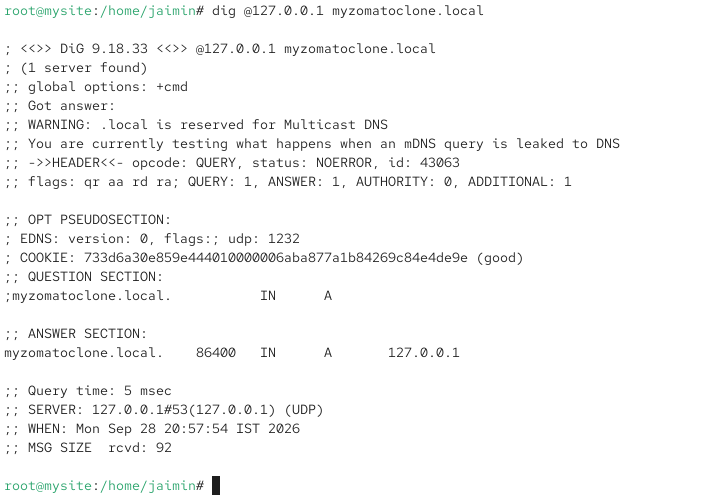 root@mysite:/home/jaimin# dig @127.0.0.1 myzomatoclone.local
; <<>> DiG 9.18.33 <<>> @127.0.0.1 myzomatoclone.local
; (1 server found)
;; global options: +cmd
;; Got answer:
;; WARNING: .local is reserved for Multicast DNS
;; You are currently testing what happens when an mDNS query is leaked to DNS
;; ->>HEADER<<- opcode: QUERY, status: NOERROR, id: 43063
;; flags: qr aa rd ra; QUERY: 1, ANSWER: 1, AUTHORITY: 0, ADDITIONAL: 1
;; OPT PSEUDOSECTION:
; EDNS: version: 0, flags:; udp: 1232
; COOKIE: 733d6a30e859e444010000006aba877a1b84269c84e4de9e (good)
;; QUESTION SECTION:
;myzomatoclone.local. IN A
;; ANSWER SECTION:
myzomatoclone.local. 86400 IN A 127.0.0.1
;; Query time: 5 msec
;; SERVER: 127.0.0.1#53(127.0.0.1) (UDP)
;; WHEN: Mon Sep 28 20:57:54 IST 2026
;; MSG SIZE rcvd: 92
root@mysite:/home/jaimin#